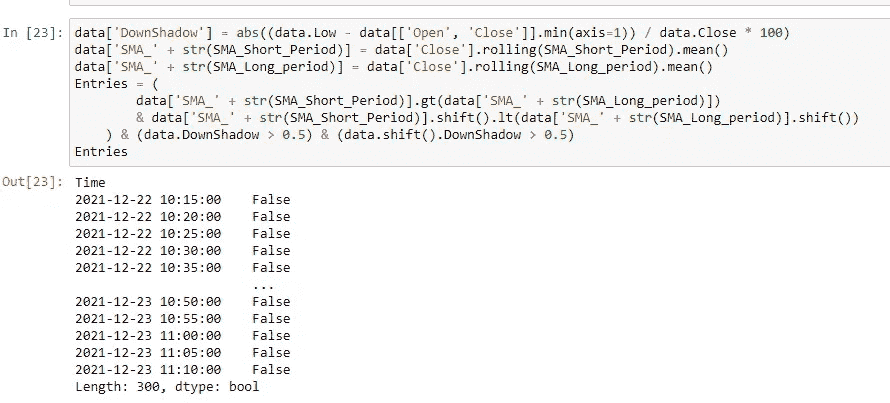 In [23]: data['DownShadow'] = abs((data.Low - data[['Open', 'Close']].min(axis=1)) / data.Close * 100)
data['SMA_' + str(SMA_Short_Period)] = data['Close'].rolling(SMA_Short_Period).mean()
data['SMA_' + str(SMA_Long_period)] = data['Close'].rolling(SMA_Long_period).mean()
Entries = (
        data['SMA_' + str(SMA_Short_Period)].gt(data['SMA_' + str(SMA_Long_period)])
        & data['SMA_' + str(SMA_Short_Period)].shift().lt(data['SMA_' + str(SMA_Long_period)].shift())
    ) & (data.DownShadow > 0.5) & (data.shift().DownShadow > 0.5)
Entries
Out[23]: Time
2021-12-22 10:15:00    False
2021-12-22 10:20:00    False
2021-12-22 10:25:00    False
2021-12-22 10:30:00    False
2021-12-22 10:35:00    False
...
2021-12-23 10:50:00    False
2021-12-23 10:55:00    False
2021-12-23 11:00:00    False
2021-12-23 11:05:00    False
2021-12-23 11:10:00    False
Length: 300, dtype: bool